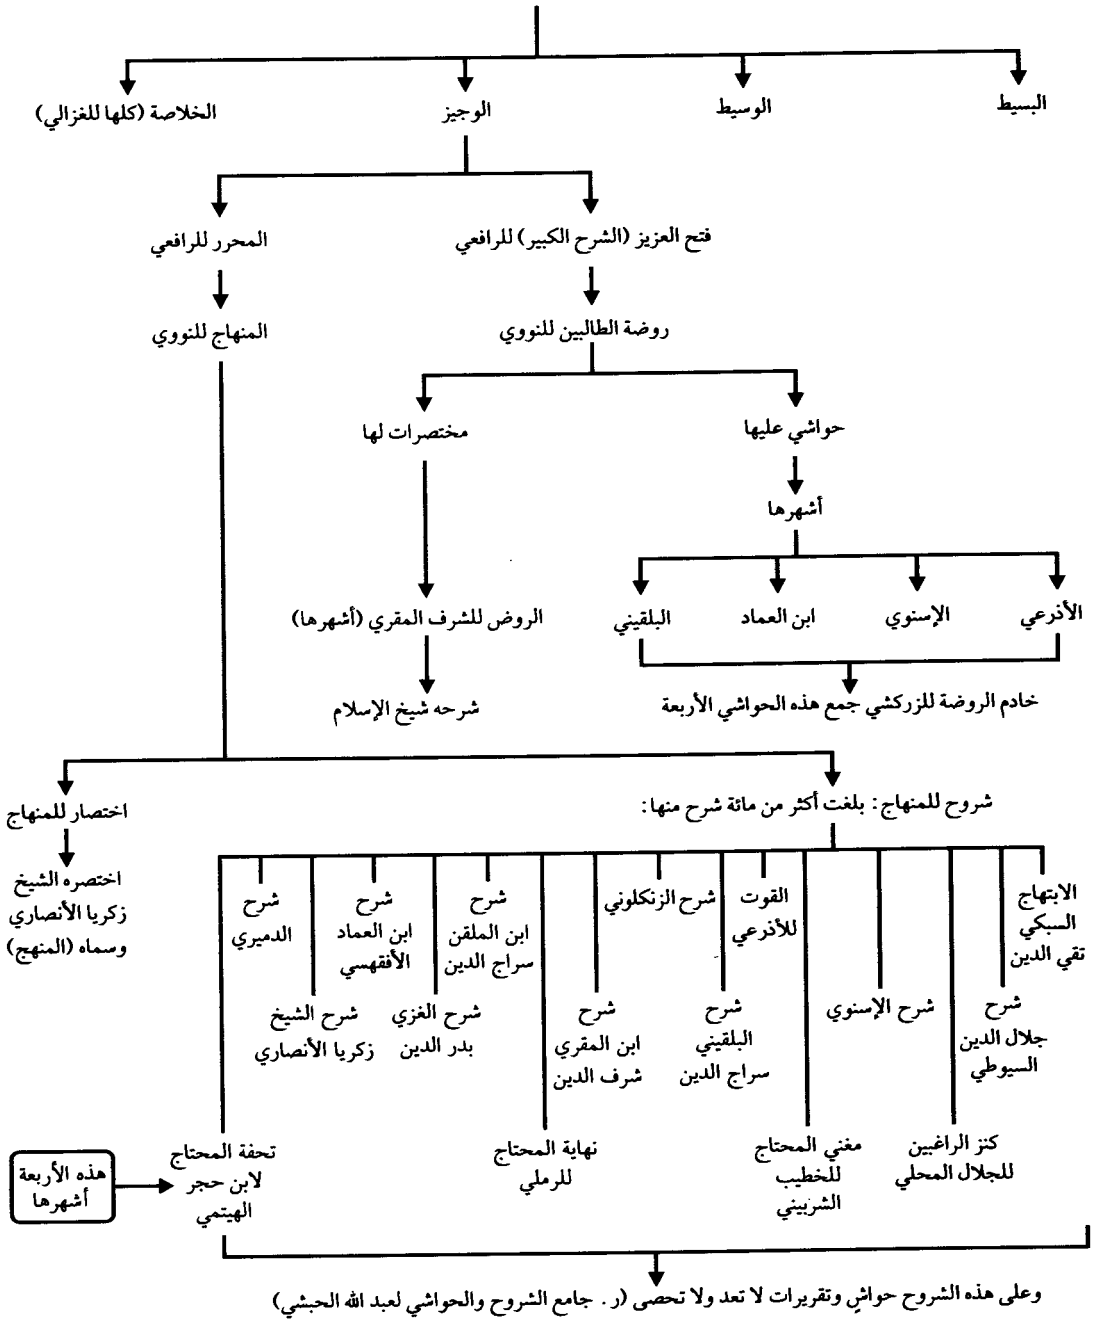 البسيط
الوسيط
الوجيز
الخلاصة (كلها للغزالي)
فتح العزيز (الشرح الكبير) للرافعي
المحرر للرافعي
روضة الطالبين للنووي
المنهاج للنووي
حواشي عليها
مختصرات لها
أشهرها
الأذرعي
الإسنوي
ابن العماد
البلقيني
الروض للشرف المقري (أشهرها)
خادم الروضة للزركشي جمع هذه الحواشي الأربعة
شرحه شيخ الإسلام
شروح للمنهاج: بلغت أكثر من مائة شرح منها:
اختصار للمنهاج
اختصره الشيخ
زكريا الأنصاري
وسماه (المنهج)
الابتهاج
السبكي
تقي الدين
شرح
جلال الدين
السيوطي
كنز الراغبين
للجلال المحلي
شرح الإسنوي
مغني المحتاج
للخطيب
الشربيني
القوت
للأذرعي
شرح
البلقيني
سراج الدين
شرح الزنكلوني
شرح
ابن المقري
شرف الدين
نهاية المحتاج
للرملي
شرح
ابن الملقن
سراج الدين
شرح الغزي
بدر الدين
شرح
ابن العماد
الأقفهسي
شرح الشيخ
زكريا الأنصاري
شرح
الدميري
تحفة المحتاج
لابن حجر
الهيتمي
هذه الأربعة
أشهرها
وعلى هذه الشروح حواشٍ وتقريرات لا تعد ولا تحصى (ر. جامع الشروح والحواشي لعبد الله الحبشي)